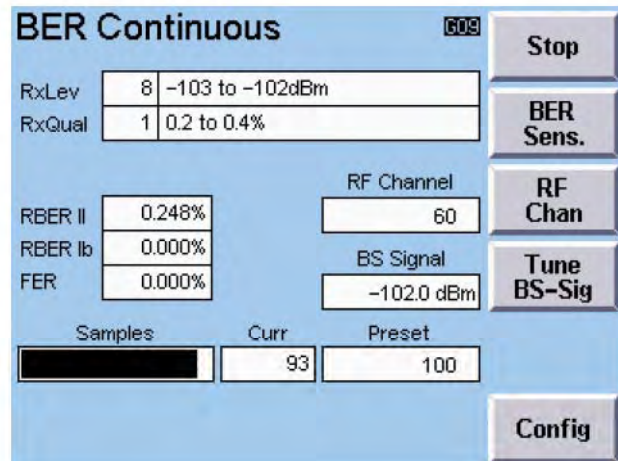 BER Continuous G09
RxLev 8 -103 to -102dBm
RxQual 1 0.2 to 0.4%
RF Channel
RBER II 0.248% 60
RBER Ib 0.000% BS Signal
FER 0.000% -102.0 dBm
Samples Curr Preset
93 100
Stop
BER
Sens.
RF
Chan
Tune
BS-Sig
Config